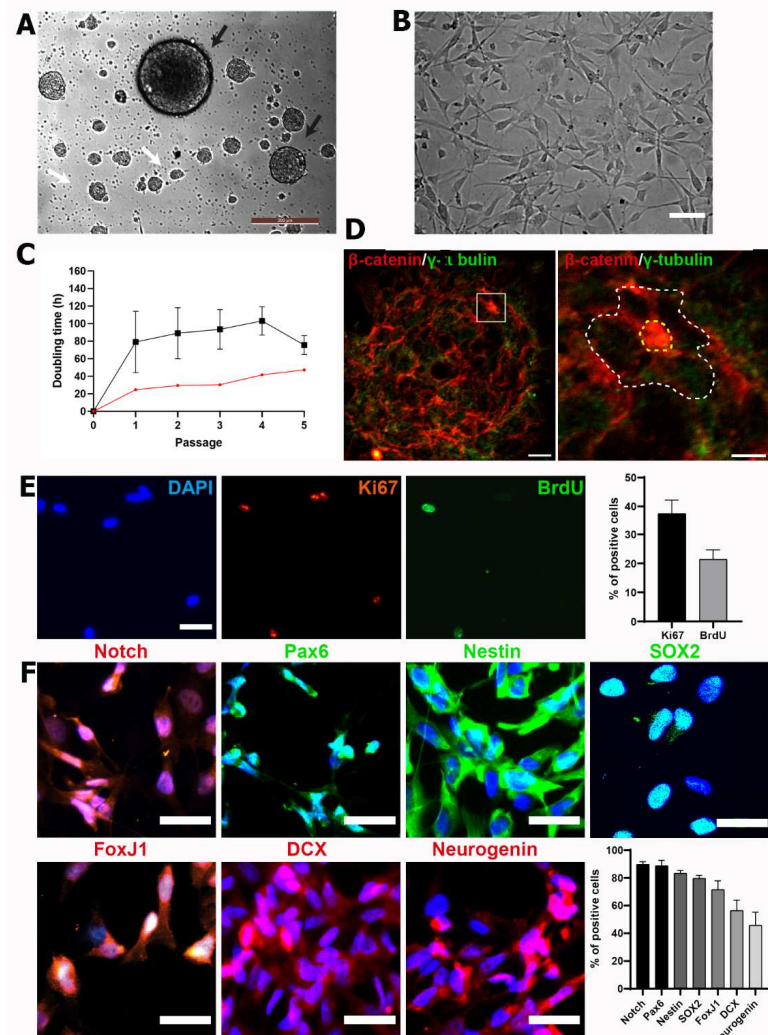 A
B
200 µm
C
Doubling time (h)
160
140
120
100
80
60
40
20
0
0 1 2 3 4 5
Passage
D
β-catenin/γ-t bulin
β-catenin/γ-tubulin
E
DAPI
Ki67
BrdU
% of positive cells
50
40
30
20
10
0
Ki67 BrdU
F
Notch
Pax6
Nestin
SOX2
FoxJ1
DCX
Neurogenin
% of positive cells
100
80
60
40
20
0
Notch
Pax6
Nestin
SOX2
FoxJ1
DCX
eurogenin